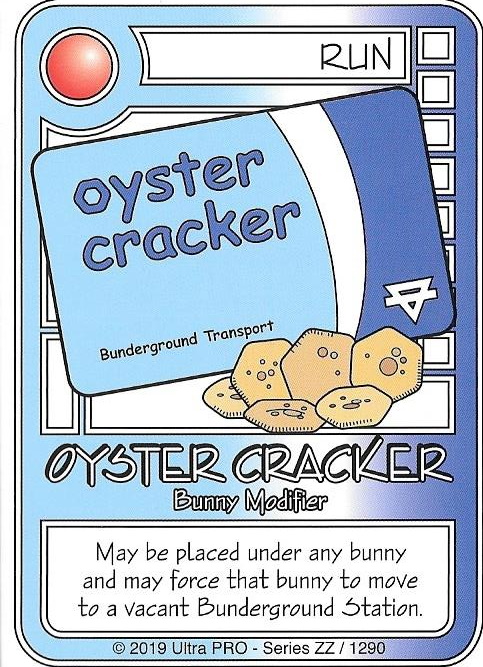 RUN
oyster
cracker
Bunderground Transport
OYSTER CRACKER
Bunny Modifier
May be placed under any bunny
and may force that bunny to move
to a vacant Bunderground Station.
© 2019 Ultra PRO - Series ZZ / 1290